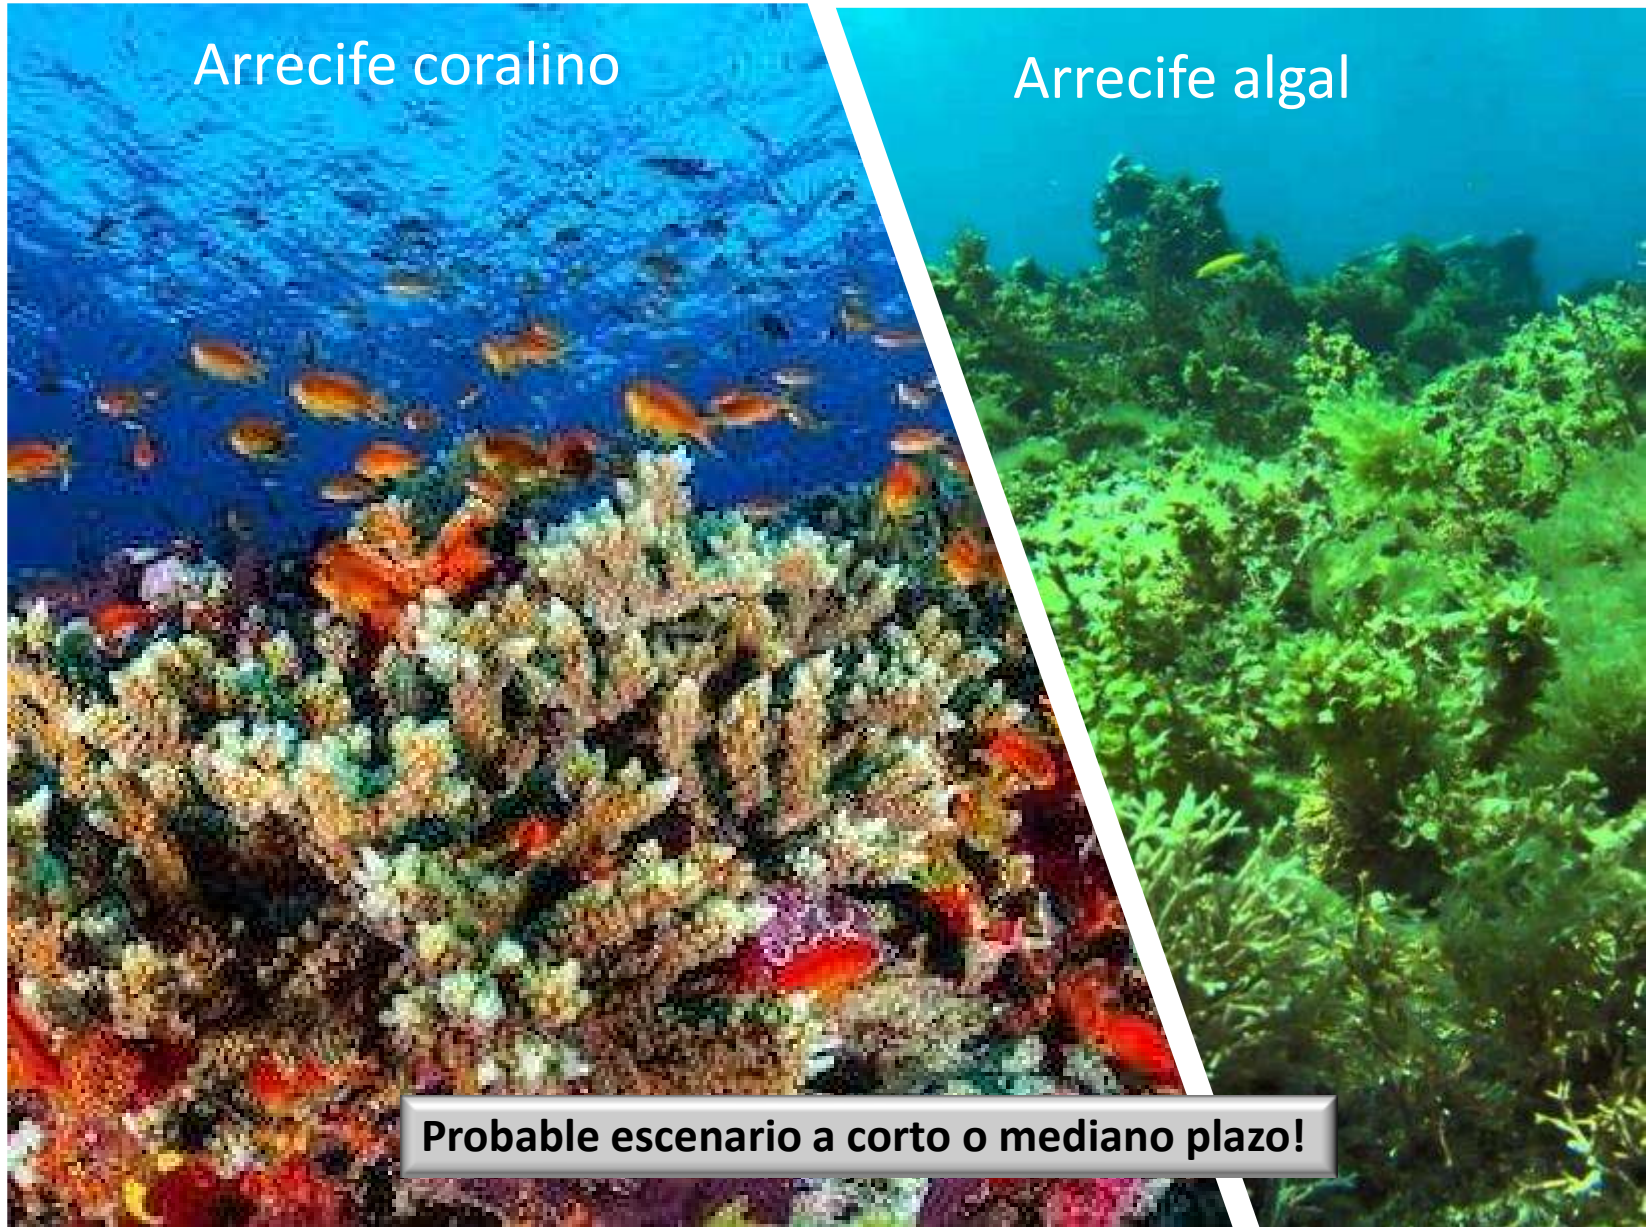 Arrecife coralino
Arrecife algal
Probable escenario a corto o mediano plazo!